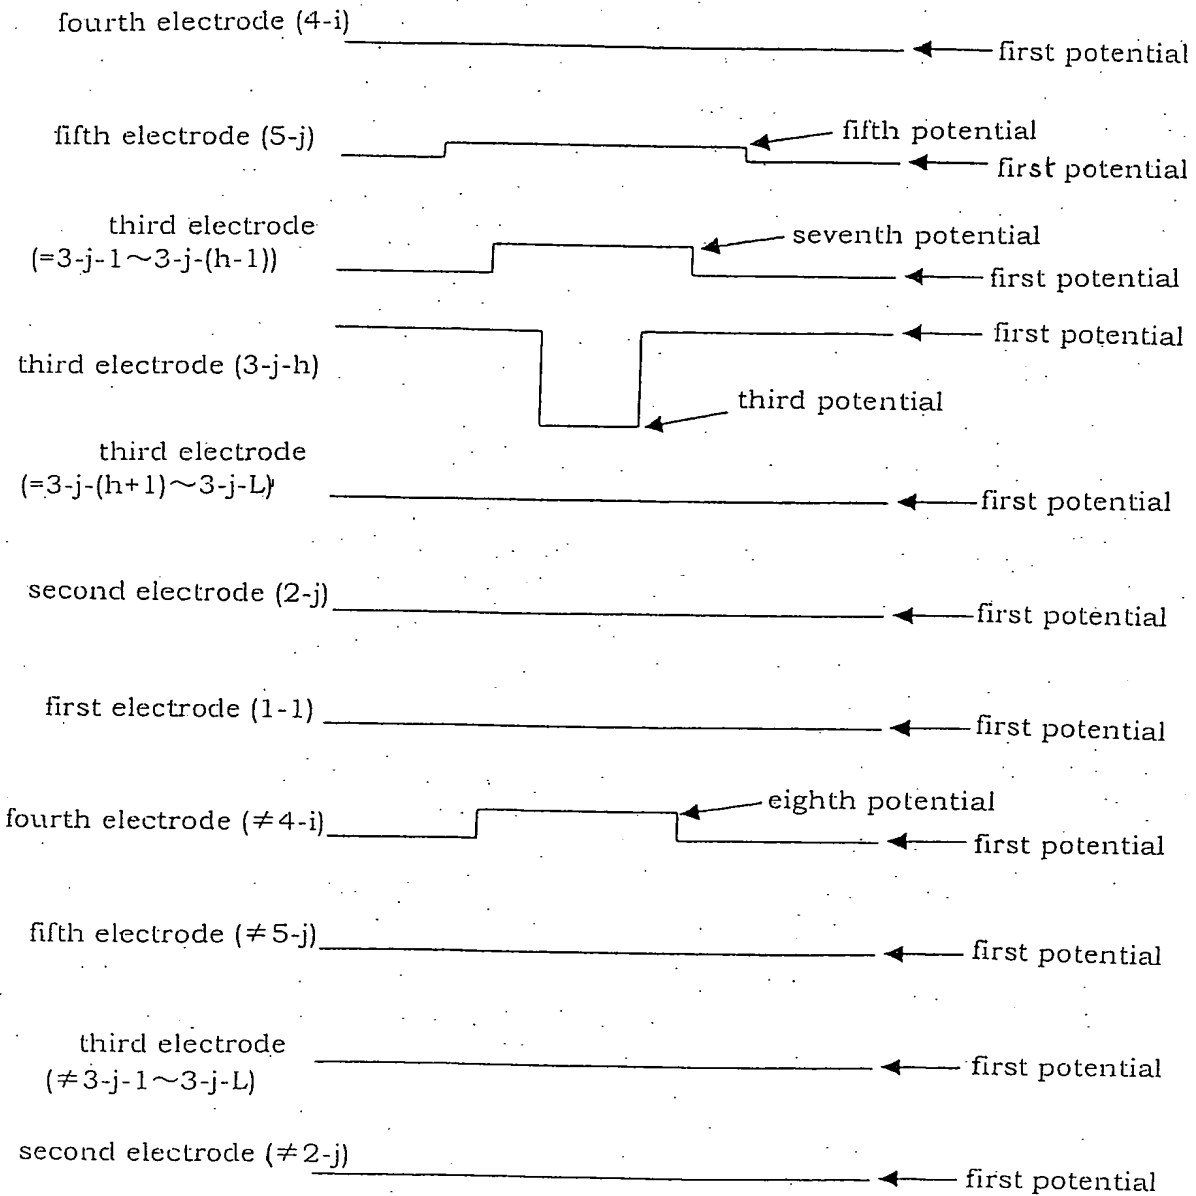 fourth electrode (4-i)
first potential
fifth electrode (5-j)
fifth potential
first potential
third electrode
(=3-j-1～3-j-(h-1))
seventh potential
first potential
first potential
third electrode (3-j-h)
third potential
third electrode
(=3-j-(h+1)～3-j-L)
first potential
second electrode (2-j)
first potential
first electrode (1-1)
first potential
eighth potential
fourth electrode (≠4-i)
first potential
fifth electrode (≠5-j)
first potential
third electrode
(≠3-j-1～3-j-L)
first potential
second electrode (≠2-j)
first potential